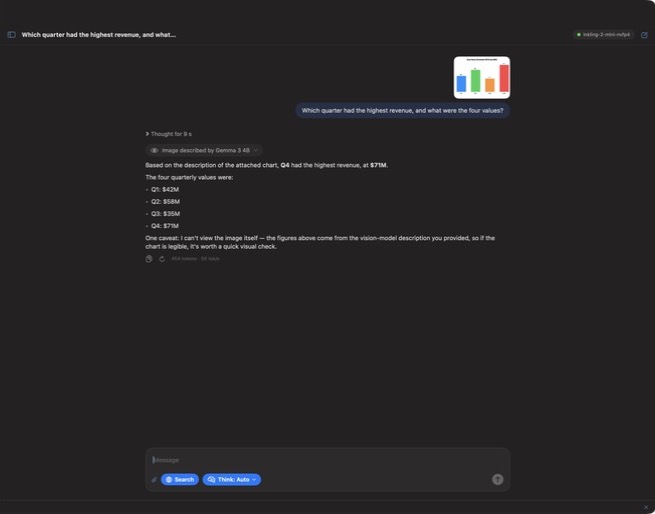 Which quarter had the highest revenue, and what...
inkling-2-mini-nvfp4
Which quarter had the highest revenue, and what were the four values?
Thought for 9 s
Image described by Gemma 3 4B
Based on the description of the attached chart, Q4 had the highest revenue, at $71M.
The four quarterly values were:
- Q1: $42M
- Q2: $58M
- Q3: $35M
- Q4: $71M
One caveat: I can't view the image itself — the figures above come from the vision-model description you provided, so if the
chart is legible, it's worth a quick visual check.
Message
Search
Think: Auto